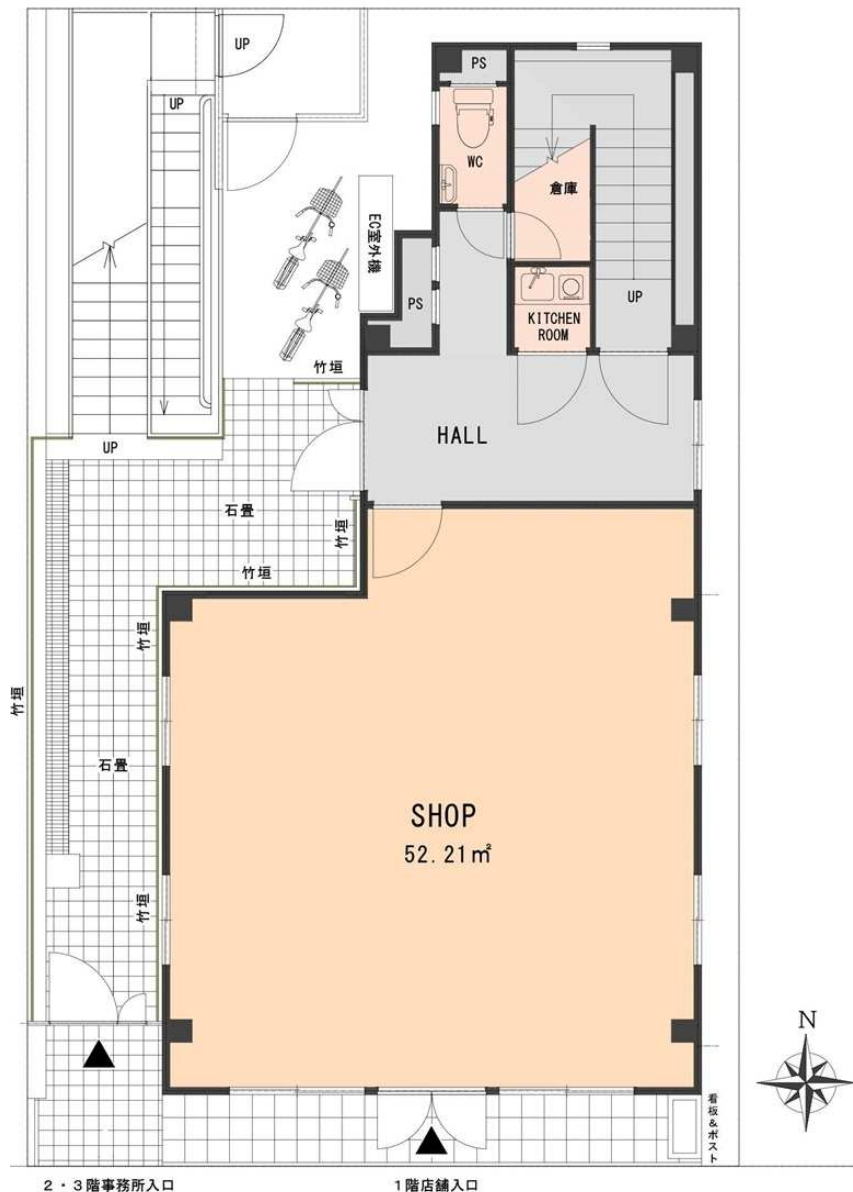 UP
UP
PS
WC
倉庫
EC室外機
PS
KITCHEN
ROOM
UP
竹垣
HALL
UP
石畳
竹垣
竹垣
竹垣
竹垣
石畳
SHOP
52.21㎡
竹垣
N
看板&ポスト
2・3階事務所入口
1階店舗入口